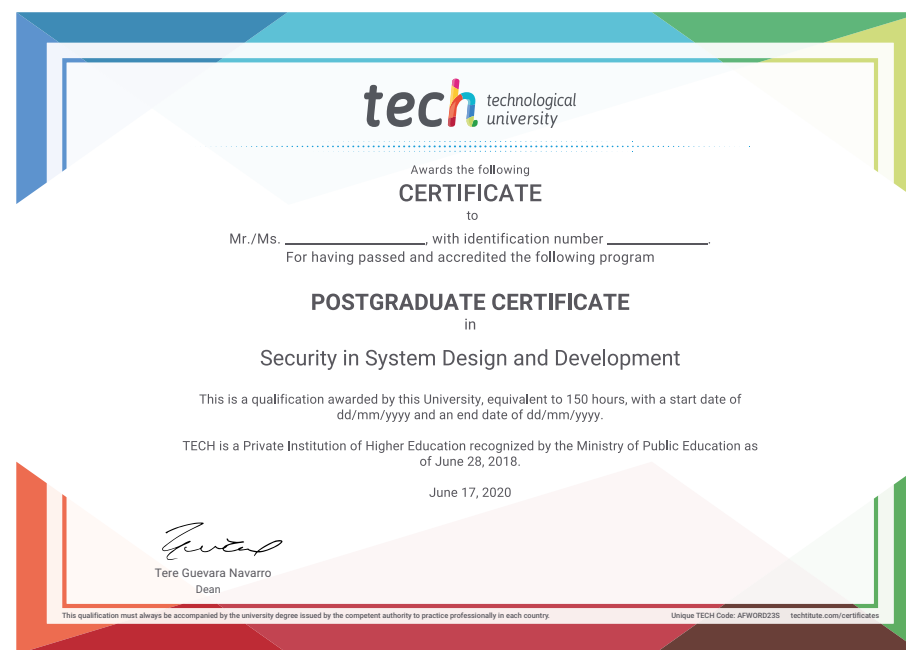 tech technological
university
Awards the following
CERTIFICATE
to
Mr./Ms. ________________, with identification number ____________.
For having passed and accredited the following program
POSTGRADUATE CERTIFICATE
in
Security in System Design and Development
This is a qualification awarded by this University, equivalent to 150 hours, with a start date of
dd/mm/yyyy and an end date of dd/mm/yyyy.
TECH is a Private Institution of Higher Education recognized by the Ministry of Public Education as
of June 28, 2018.
June 17, 2020
Tere Guevara Navarro
Dean
This qualification must always be accompanied by the university degree issued by the competent authority to practice professionally in each country. Unique TECH Code: AFWORD23S techtitute.com/certificates